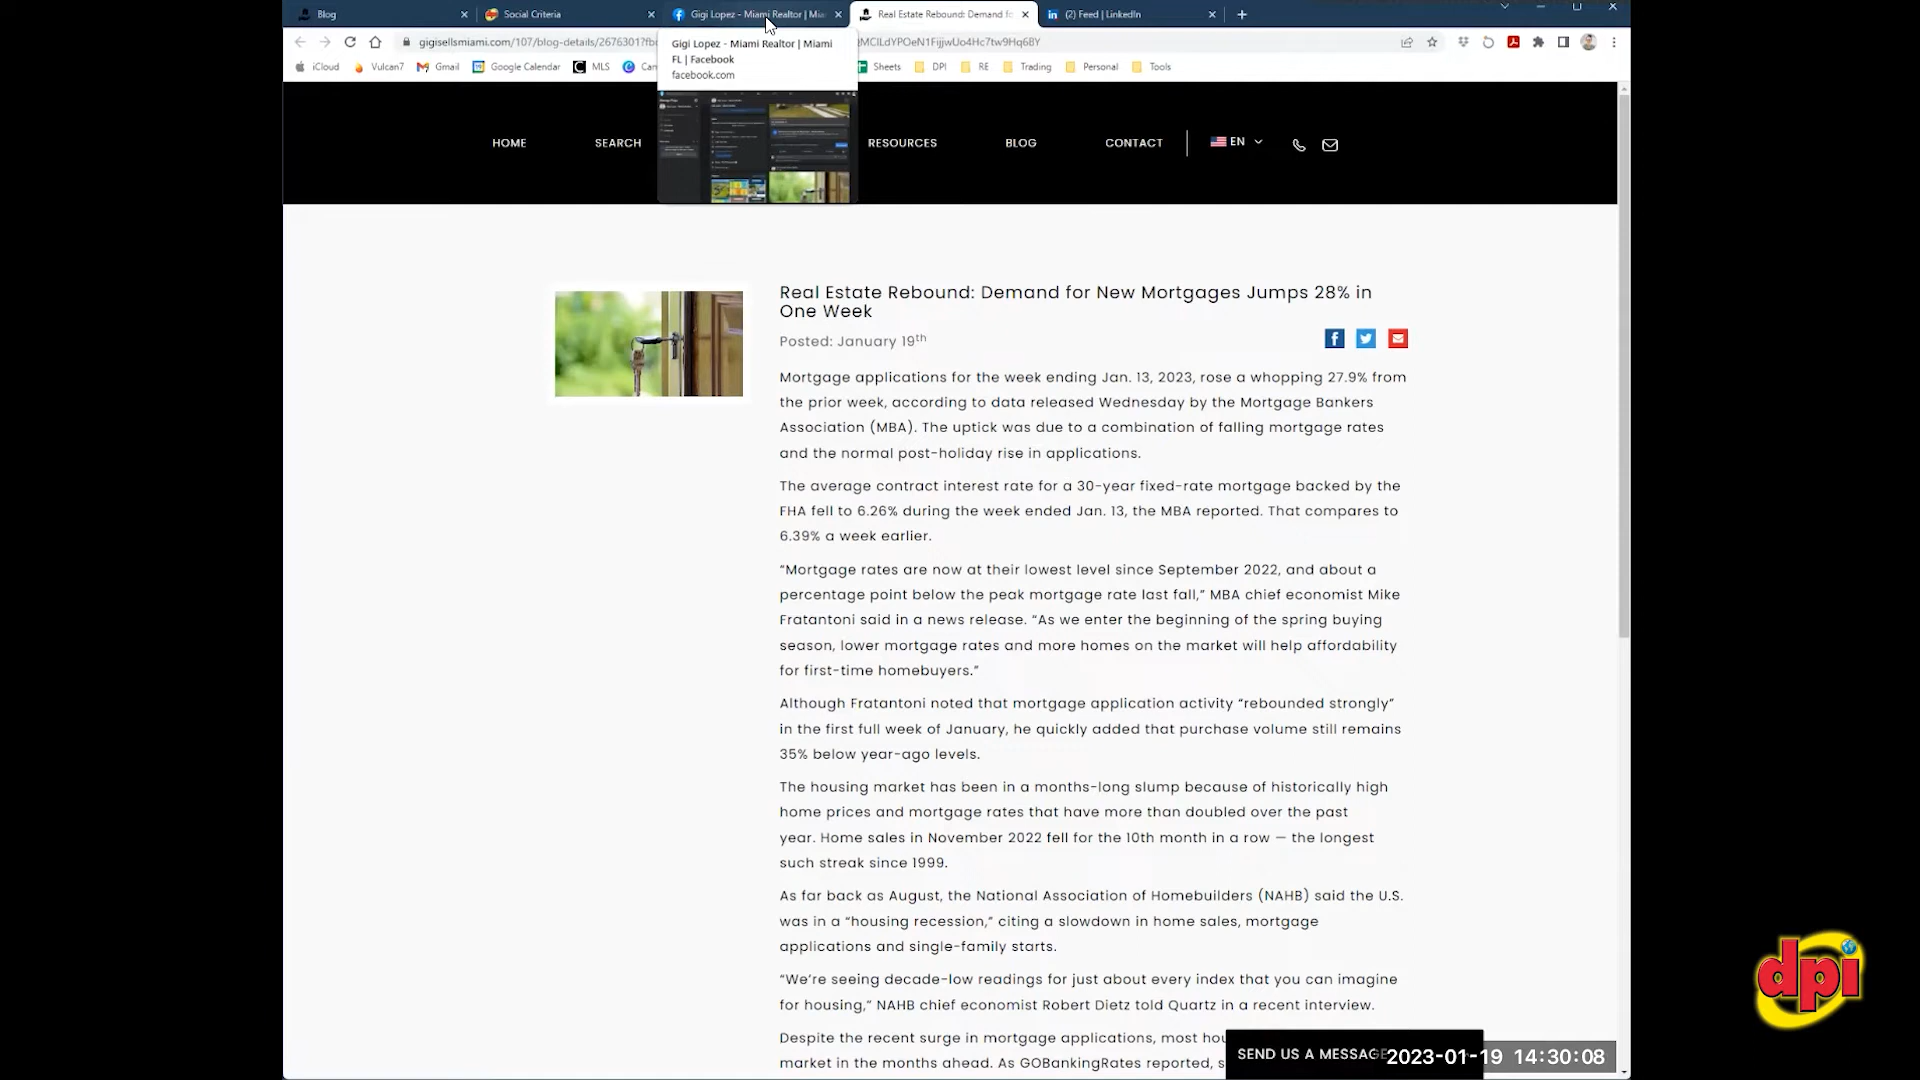 Blog
Social Criteria
Gigi Lopez - Miami Realtor | Mia
Real Estate Rebound: Demand fo
(2) Feed | LinkedIn
gigisellsmiami.com/107/blog-details/2676301?fb
Gigi Lopez - Miami Realtor | Miami
FL | Facebook
facebook.com
iCloud Vulcan7 Gmail Google Calendar MLS Can Sheets DPI RE Trading Personal Tools
HOME SEARCH RESOURCES BLOG CONTACT EN
Real Estate Rebound: Demand for New Mortgages Jumps 28% in
One Week
Posted: January 19th
Mortgage applications for the week ending Jan. 13, 2023, rose a whopping 27.9% from
the prior week, according to data released Wednesday by the Mortgage Bankers
Association (MBA). The uptick was due to a combination of falling mortgage rates
and the normal post-holiday rise in applications.
The average contract interest rate for a 30-year fixed-rate mortgage backed by the
FHA fell to 6.26% during the week ended Jan. 13, the MBA reported. That compares to
6.39% a week earlier.
“Mortgage rates are now at their lowest level since September 2022, and about a
percentage point below the peak mortgage rate last fall,” MBA chief economist Mike
Fratantoni said in a news release. “As we enter the beginning of the spring buying
season, lower mortgage rates and more homes on the market will help affordability
for first-time homebuyers.”
Although Fratantoni noted that mortgage application activity “rebounded strongly”
in the first full week of January, he quickly added that purchase volume still remains
35% below year-ago levels.
The housing market has been in a months-long slump because of historically high
home prices and mortgage rates that have more than doubled over the past
year. Home sales in November 2022 fell for the 10th month in a row — the longest
such streak since 1999.
As far back as August, the National Association of Homebuilders (NAHB) said the U.S.
was in a “housing recession,” citing a slowdown in home sales, mortgage
applications and single-family starts.
“We’re seeing decade-low readings for just about every index that you can imagine
for housing,” NAHB chief economist Robert Dietz told Quartz in a recent interview.
Despite the recent surge in mortgage applications, most hou
market in the months ahead. As GOBankingRates reported, s
SEND US A MESSAGE
2023-01-19 14:30:08
dpi